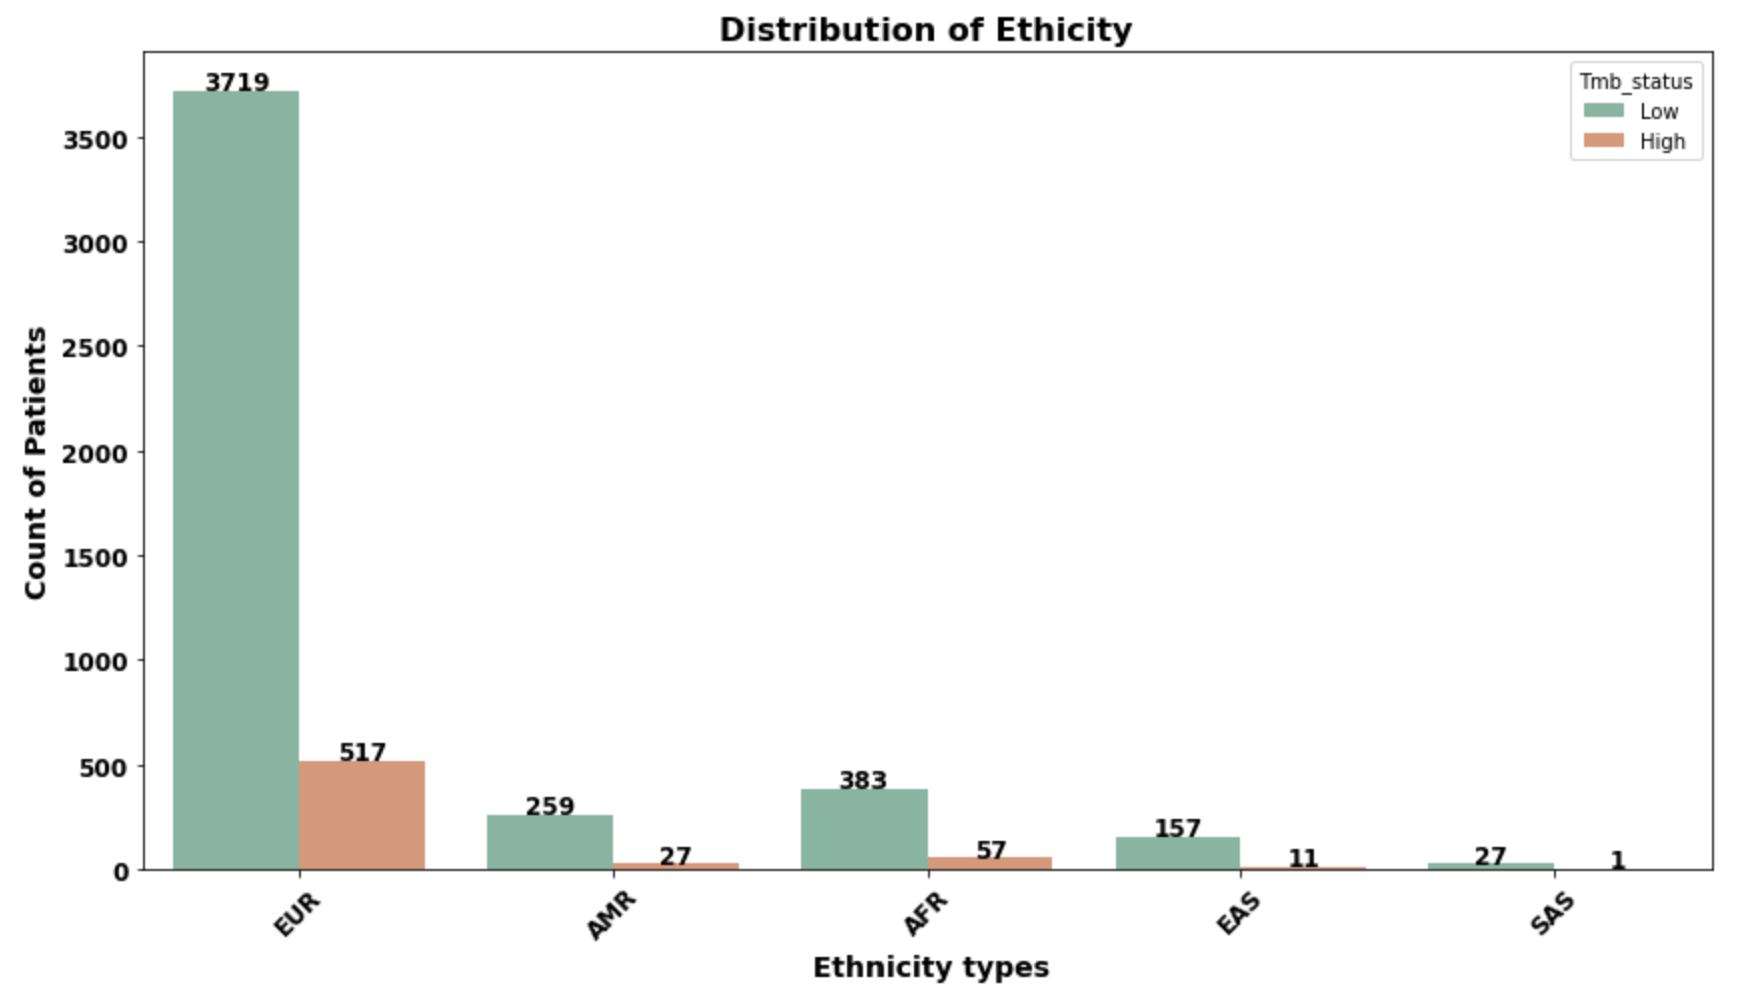 Distribution of Ethicity
Tmb_status
Low
High
Count of Patients
3500
3000
2500
2000
1500
1000
500
0
3719
517
259
27
383
57
157
11
27
1
EUR
AMR
AFR
EAS
SAS
Ethnicity types